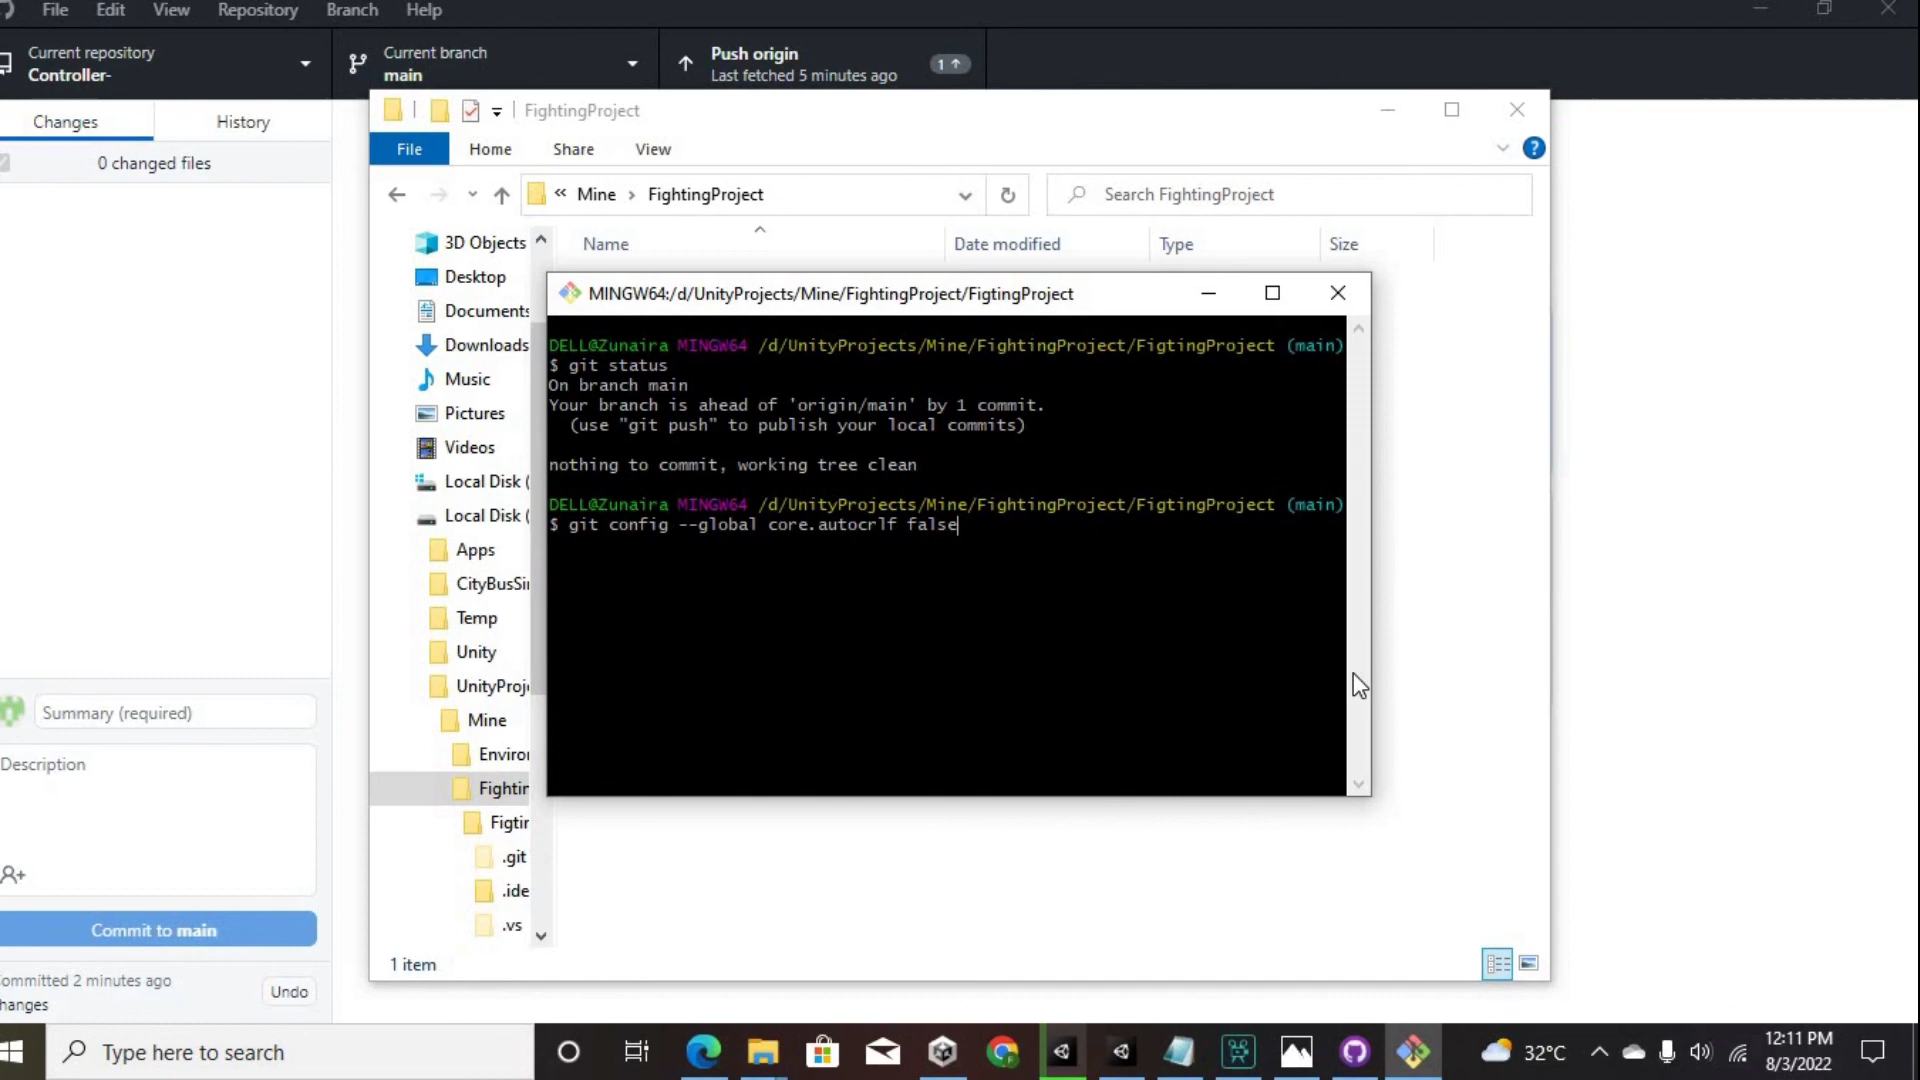 File Edit View Repository Branch Help
Current repository
Controller-
Current branch
main
Push origin
Last fetched 5 minutes ago
1
Changes
History
0 changed files
FightingProject
File Home Share View
« Mine › FightingProject
Search FightingProject
Name Date modified Type Size
3D Objects
Desktop
Documents
Downloads
Music
Pictures
Videos
Local Disk (
Local Disk (
Apps
CityBusSi
Temp
Unity
UnityProj
Mine
Enviro
Fightin
Figtin
.git
.ide
.vs
1 item
MINGW64:/d/UnityProjects/Mine/FightingProject/FigtingProject
DELL@Zunaira MINGW64 /d/UnityProjects/Mine/FightingProject/FigtingProject (main)
$ git status
On branch main
Your branch is ahead of 'origin/main' by 1 commit.
(use "git push" to publish your local commits)
nothing to commit, working tree clean
DELL@Zunaira MINGW64 /d/UnityProjects/Mine/FightingProject/FigtingProject (main)
$ git config --global core.autocrlf false
Summary (required)
Description
Commit to main
ommitted 2 minutes ago
hanges
Undo
Type here to search
32°C
12:11 PM
8/3/2022